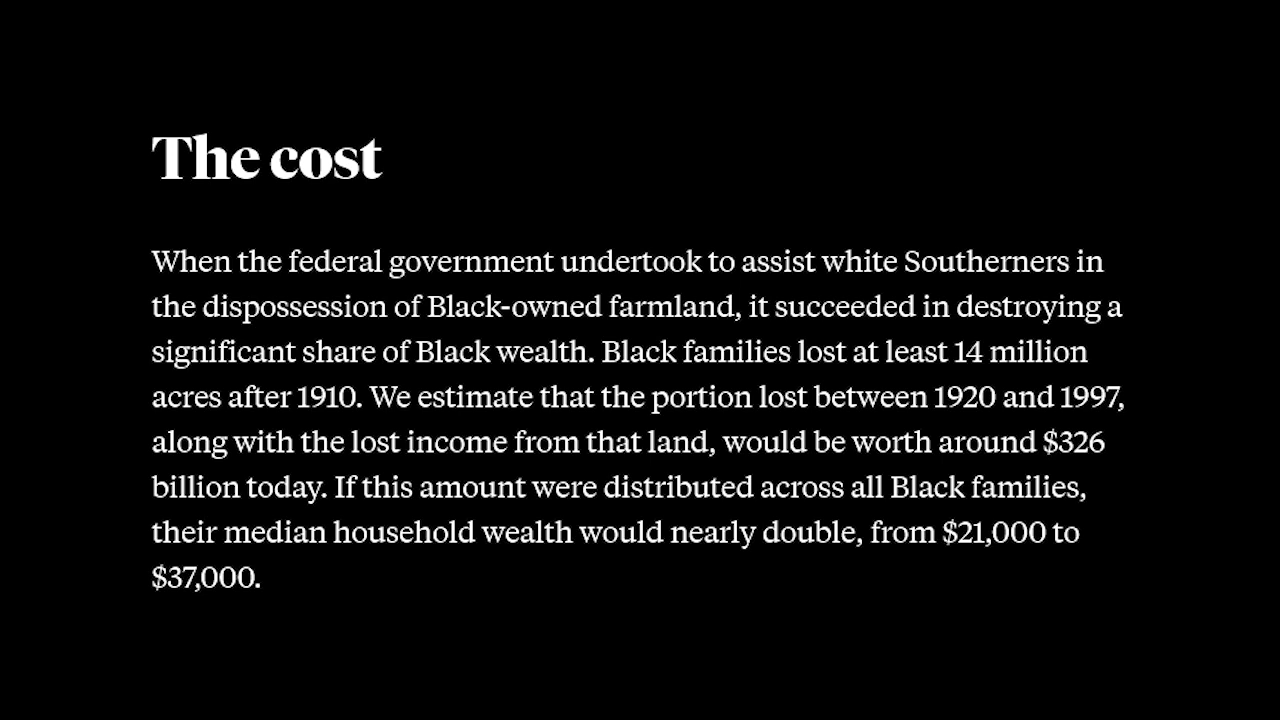 The cost
When the federal government undertook to assist white Southerners in
the dispossession of Black-owned farmland, it succeeded in destroying a
significant share of Black wealth. Black families lost at least 14 million
acres after 1910. We estimate that the portion lost between 1920 and 1997,
along with the lost income from that land, would be worth around $326
billion today. If this amount were distributed across all Black families,
their median household wealth would nearly double, from $21,000 to
$37,000.